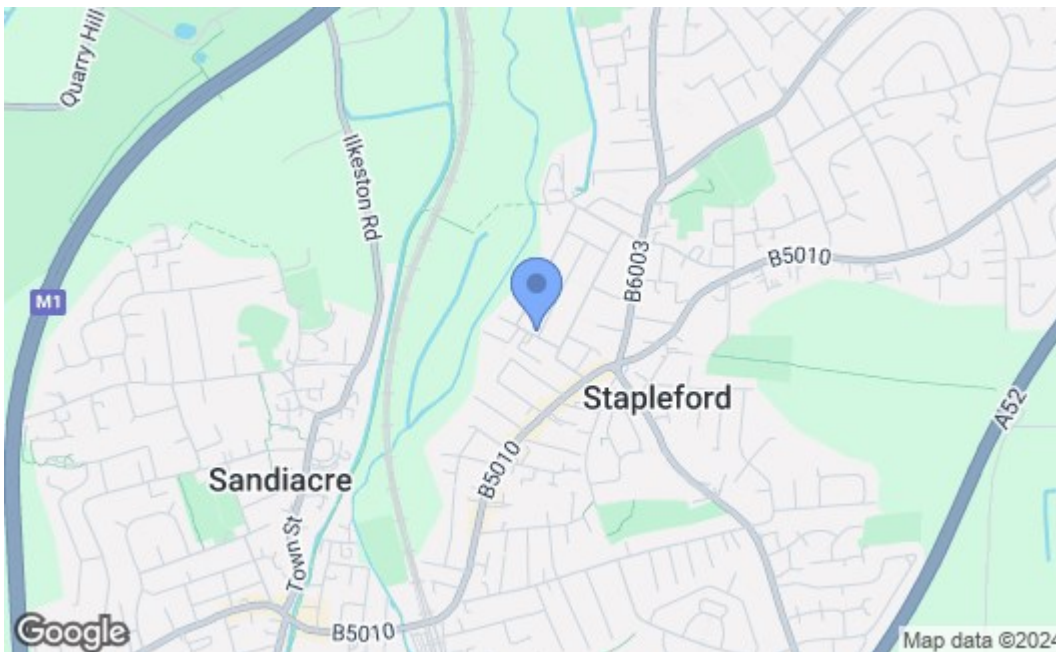 Quarry Hill
Ilkeston Rd
B5010
B6003
M1
Stapleford
A52
B5010
Sandiacre
Town St
B5010
Google
Map data ©2024